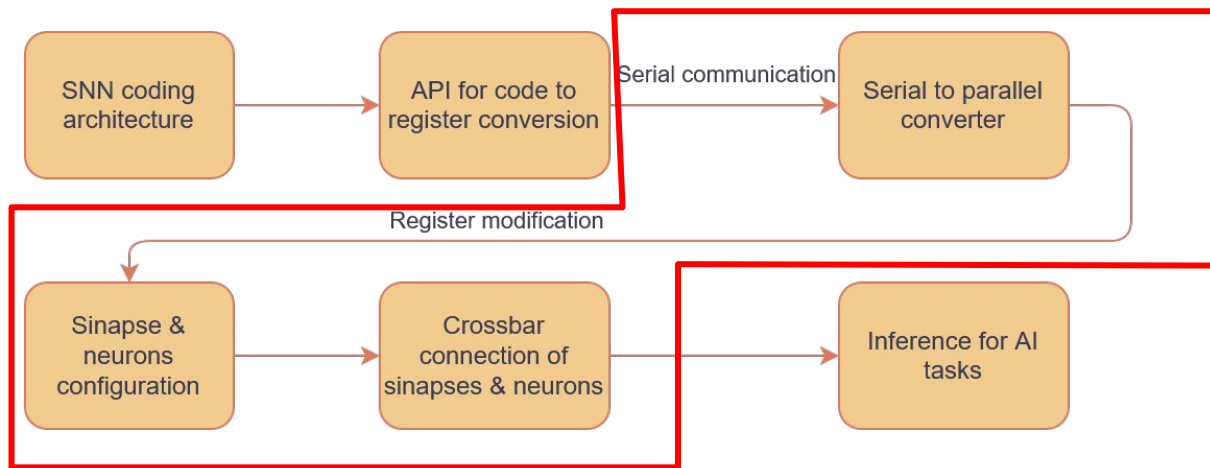 SNN coding
architecture
API for code to
register conversion
Serial communication
Serial to parallel
converter
Register modification
Sinapse &
neurons
configuration
Crossbar
connection of
sinapses & neurons
Inference for AI
tasks